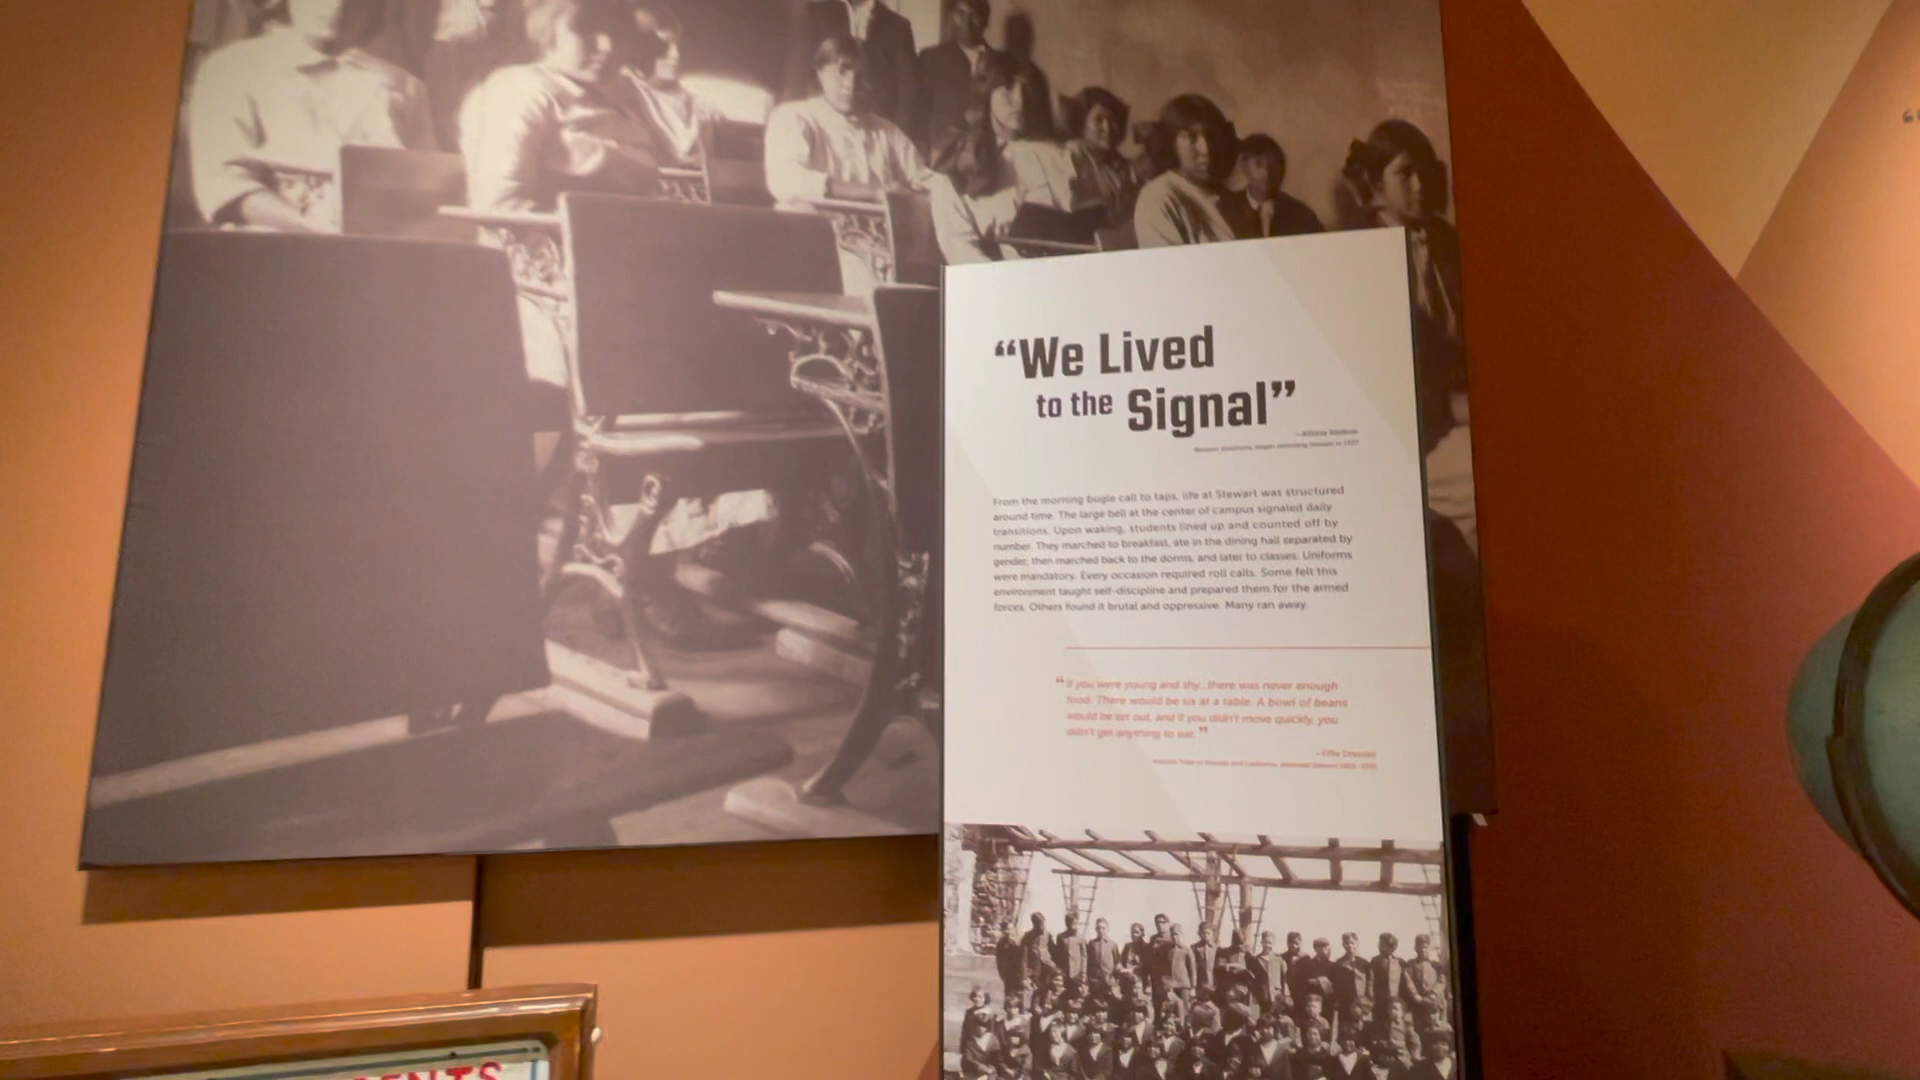 “We Lived
to the Signal”
From the morning bugle call to taps, life at Stewart was structured
around time. The large bell at the center of campus signaled daily
transitions. Upon waking, students lined up and counted off by
number. They marched to breakfast, ate in the dining hall separated by
gender, then marched back to the dorms, and later to classes. Uniforms
were mandatory. Every occasion required roll calls. Some felt this
environment taught self-discipline and prepared them for the armed
forces. Others found it brutal and oppressive. Many ran away.
“If you were young and shy...there was never enough
food. There would be six at a table. A bowl of beans
would be set out, and if you didn't move quickly, you
didn't get anything to eat.”
–Effie Dressler